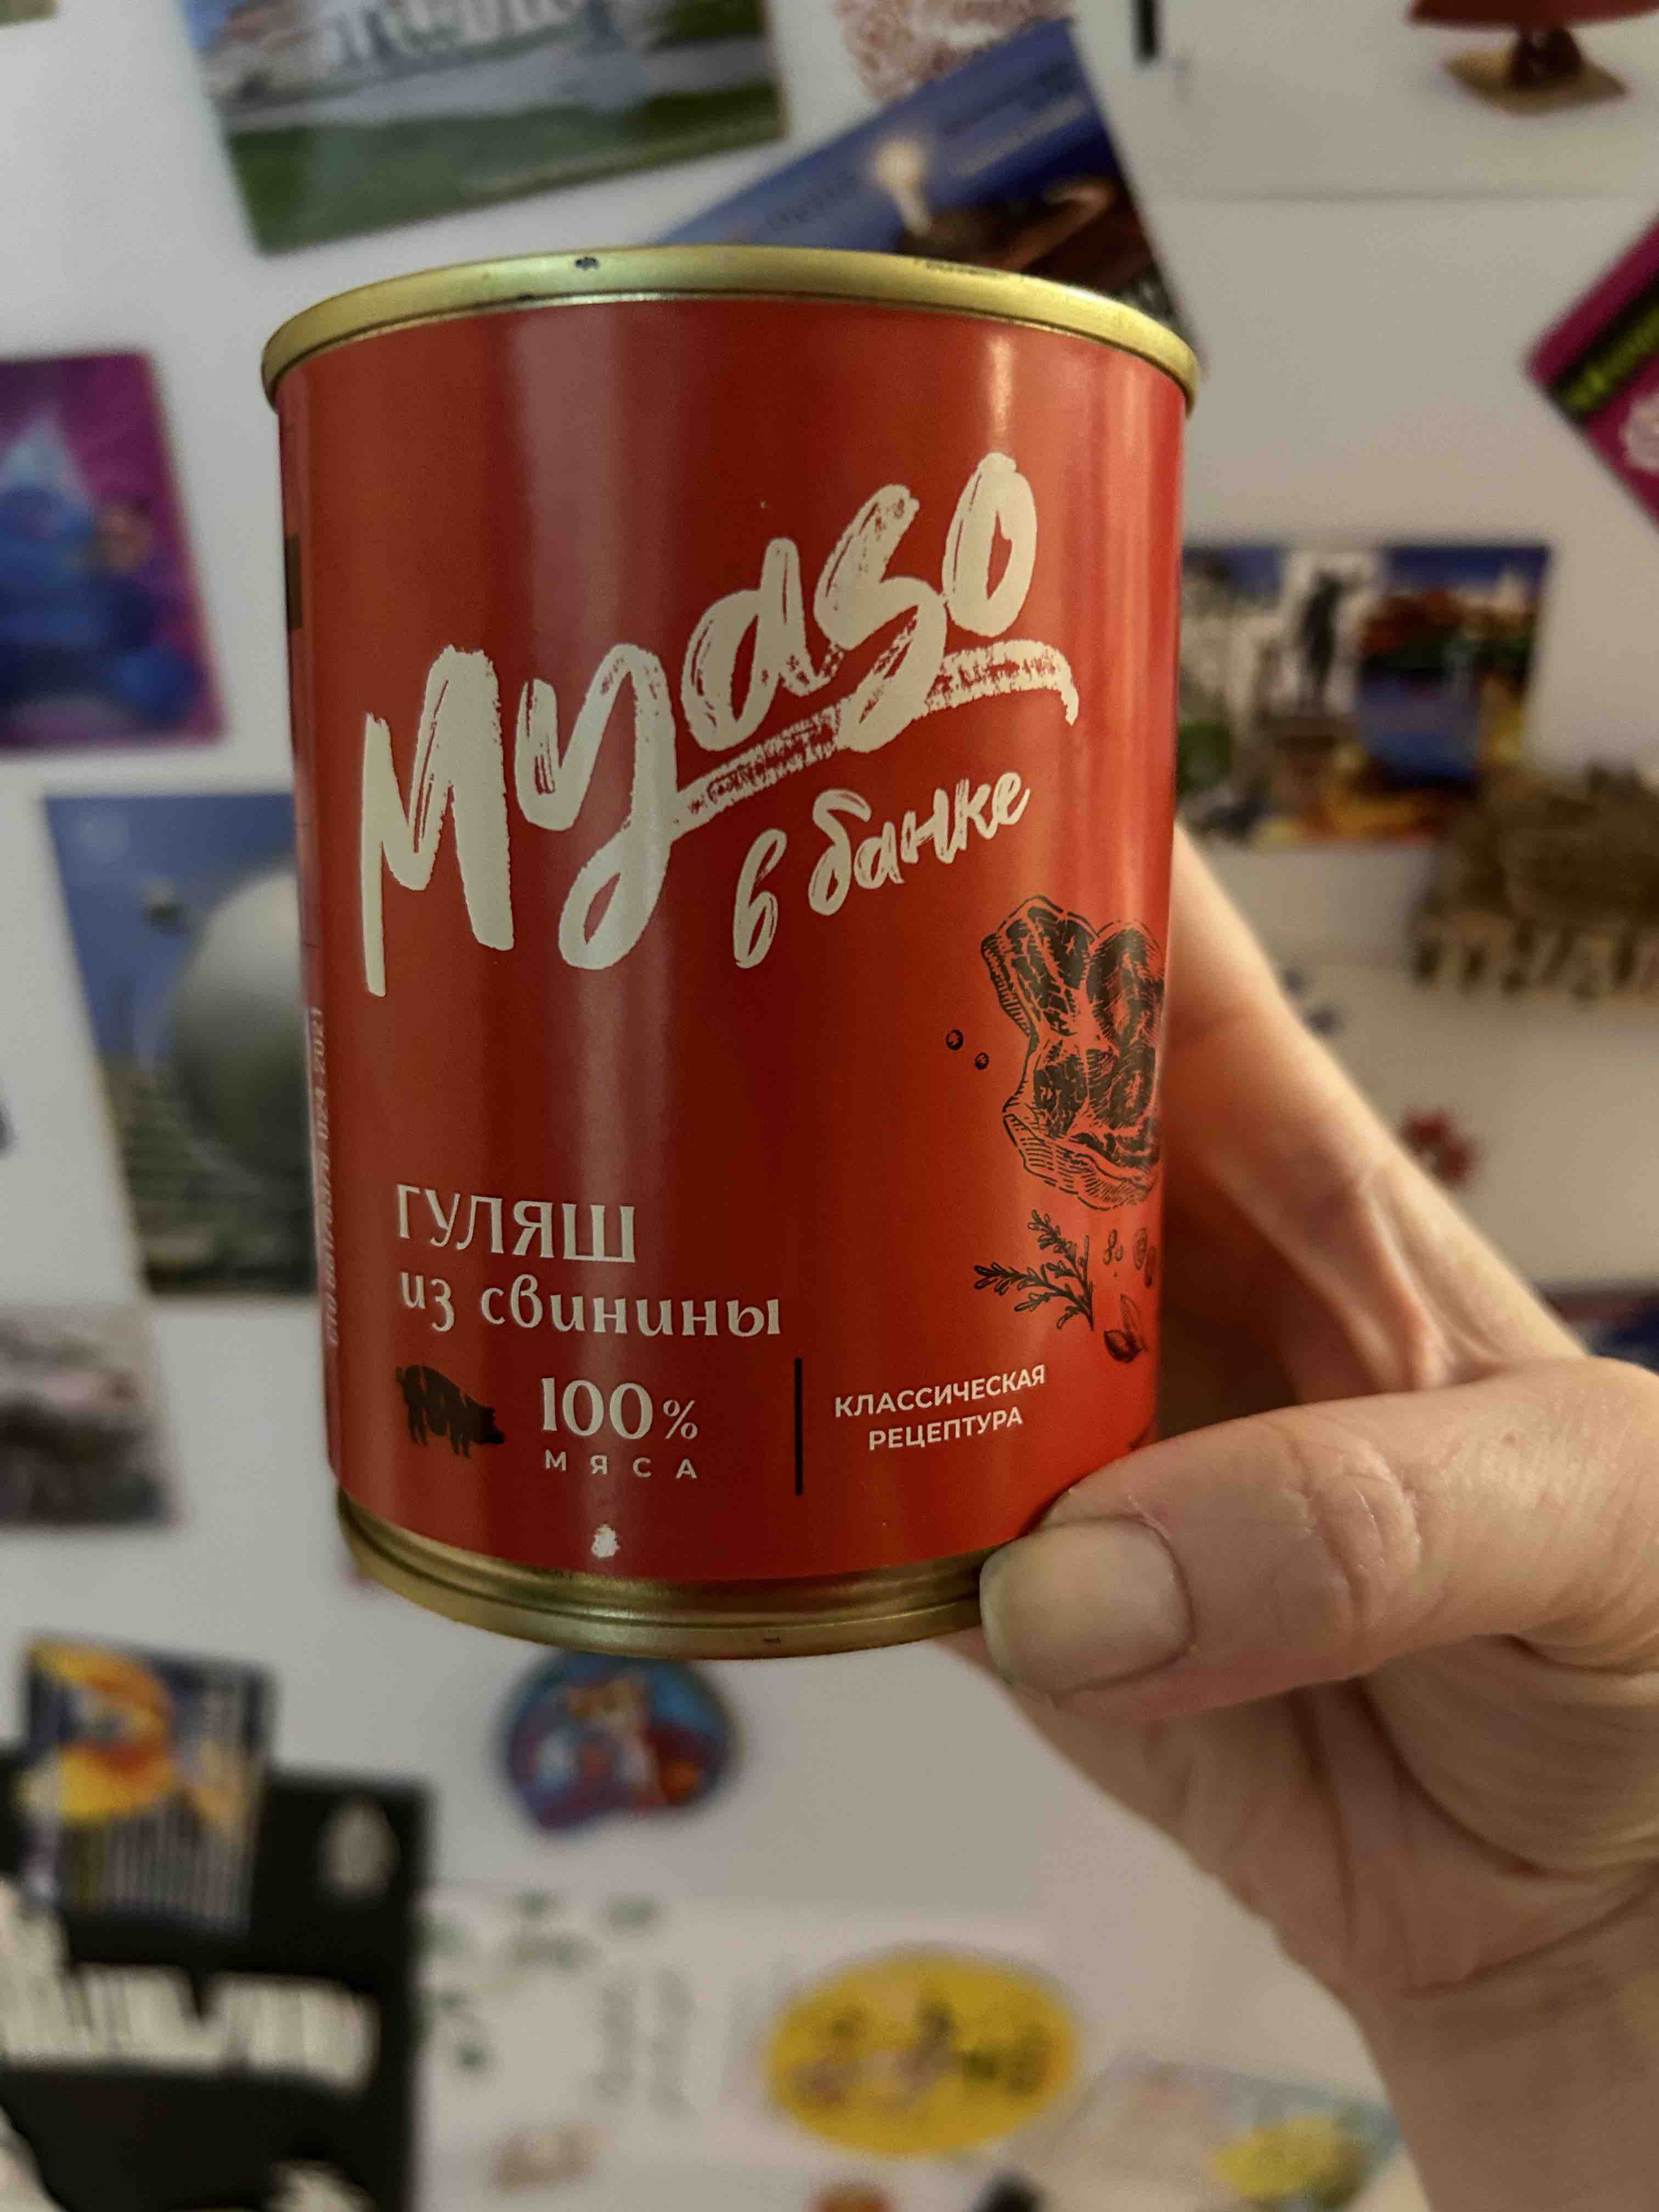 Myaso
в банке
ГУЛЯШ
из свинины
100%
МЯСА
КЛАССИЧЕСКАЯ
РЕЦЕПТУРА